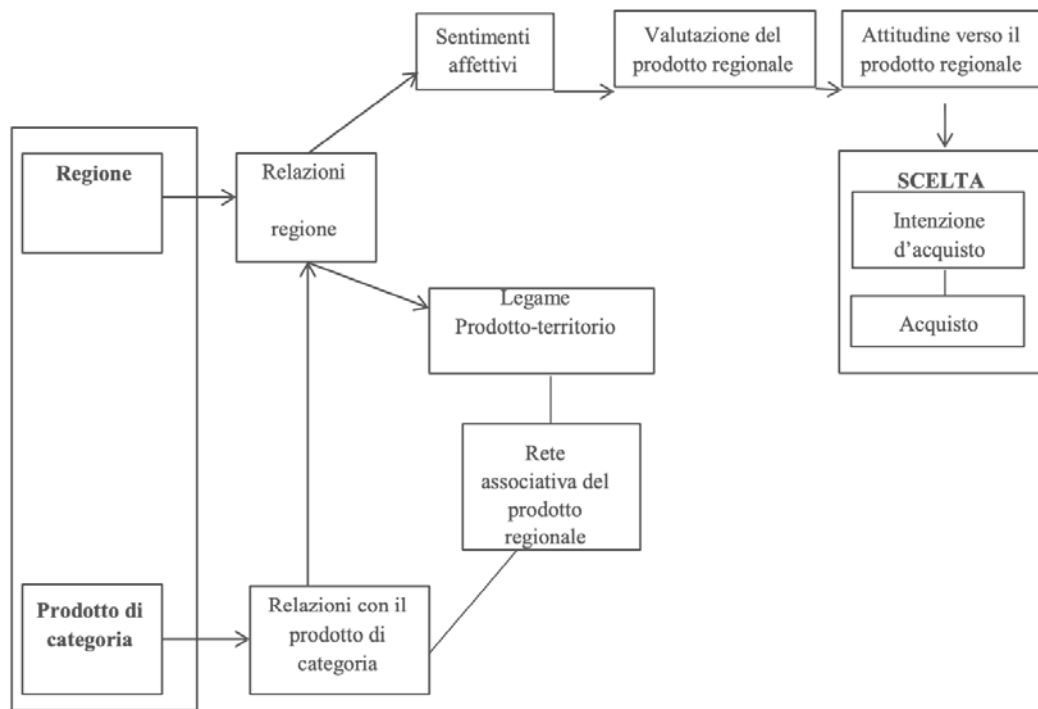 Sentimenti
affettivi
Valutazione del
prodotto regionale
Attitudine verso il
prodotto regionale
Regione
Relazioni
regione
SCELTA
Intenzione
d'acquisto
Acquisto
Legame
Prodotto-territorio
Rete
associativa del
prodotto
regionale
Prodotto di
categoria
Relazioni con il
prodotto di
categoria